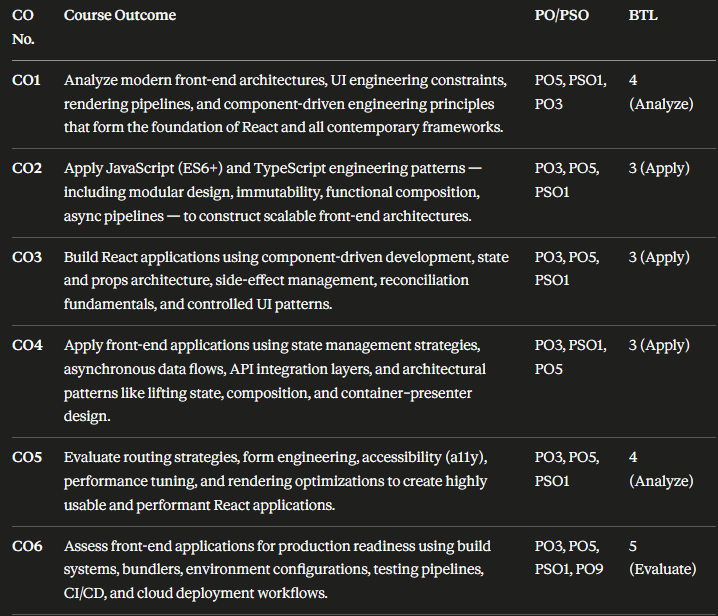 CO No. Course Outcome PO/PSO BTL
CO1 Analyze modern front-end architectures, UI engineering constraints, PO5, PSO1, 4
rendering pipelines, and component-driven engineering principles PO3 (Analyze)
that form the foundation of React and all contemporary frameworks.
CO2 Apply JavaScript (ES6+) and TypeScript engineering patterns — PO3, PO5, 3 (Apply)
including modular design, immutability, functional composition, PSO1
async pipelines — to construct scalable front-end architectures.
CO3 Build React applications using component-driven development, state PO3, PO5, 3 (Apply)
and props architecture, side-effect management, reconciliation PSO1
fundamentals, and controlled UI patterns.
CO4 Apply front-end applications using state management strategies, PO3, PSO1, 3 (Apply)
asynchronous data flows, API integration layers, and architectural PO5
patterns like lifting state, composition, and container–presenter
design.
CO5 Evaluate routing strategies, form engineering, accessibility (a11y), PO3, PO5, 4
performance tuning, and rendering optimizations to create highly PSO1 (Analyze)
usable and performant React applications.
CO6 Assess front-end applications for production readiness using build PO3, PO5, 5
systems, bundlers, environment configurations, testing pipelines, PSO1, PO9 (Evaluate)
CI/CD, and cloud deployment workflows.